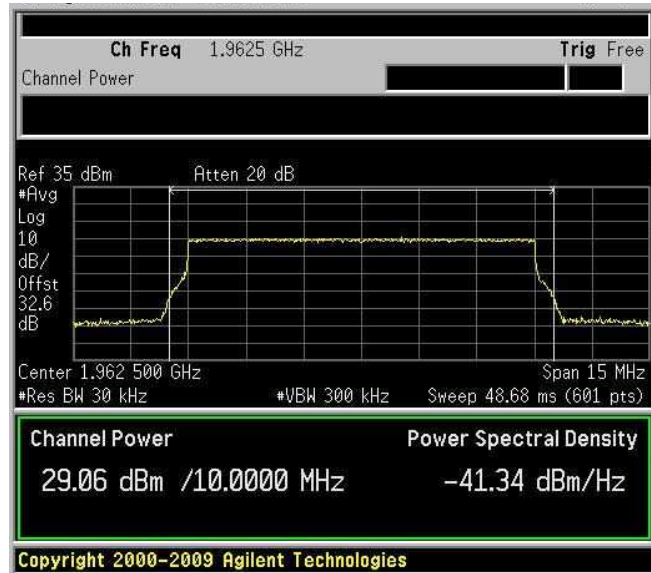 Ch Freq 1.9625 GHz Trig Free
Channel Power
Ref 35 dBm Atten 20 dB
#Avg
Log
10
dB/
Offst
32.6
dB
Center 1.962 500 GHz Span 15 MHz
#Res BW 30 kHz #VBW 300 kHz Sweep 48.68 ms (601 pts)
Channel Power Power Spectral Density
29.06 dBm /10.0000 MHz -41.34 dBm/Hz
Copyright 2000-2009 Agilent Technologies